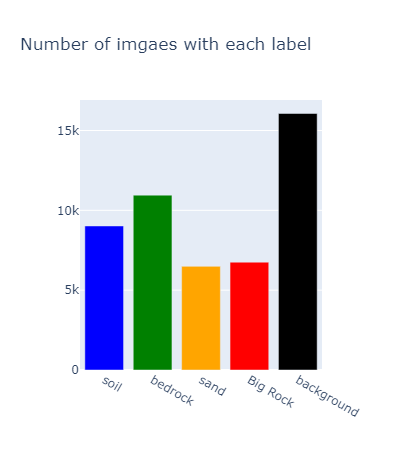 Number of imgaes with each label
15k
10k
5k
0
soil
bedrock
sand
Big Rock
background